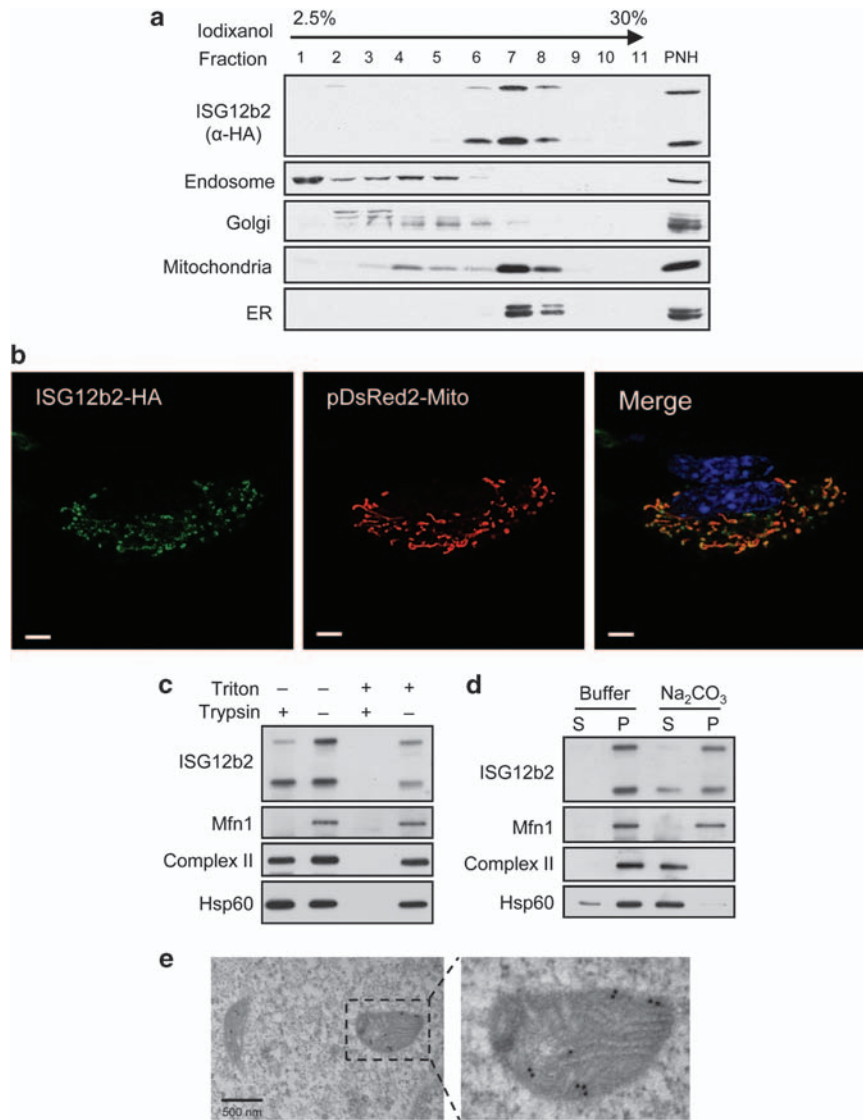 a
2.5% 30%
Iodixanol
Fraction 1 2 3 4 5 6 7 8 9 10 11 PNH
ISG12b2
(α-HA)
Endosome
Golgi
Mitochondria
ER
b
ISG12b2-HA pDsRed2-Mito Merge
c
Triton – – + +
Trypsin + – + –
ISG12b2
Mfn1
Complex II
Hsp60
d
Buffer Na₂CO₃
S P S P
ISG12b2
Mfn1
Complex II
Hsp60
e
500 nm